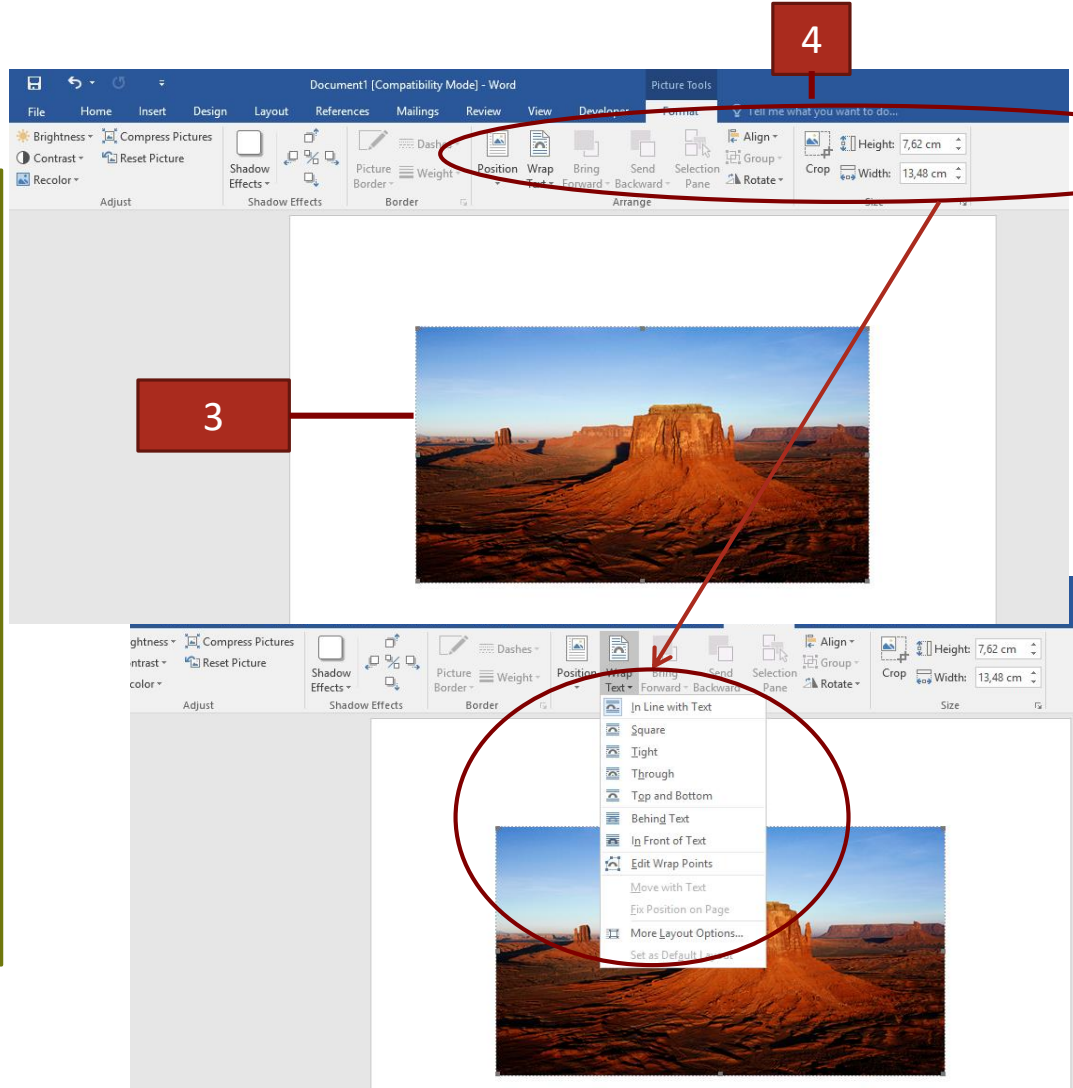 4
Document1 [Compatibility Mode] - Word
Picture Tools
File Home Insert Design Layout References Mailings Review View Developer Format Tell me what you want to do...
Brightness Compress Pictures Dashes Align Height: 7,62 cm
Contrast Reset Picture Shadow Effects Picture Border Weight Position Wrap Text Bring Forward Send Backward Selection Pane Group Crop Width: 13,48 cm
Recolor Rotate
Adjust Shadow Effects Border Arrange Size
3
ghtness Compress Pictures Dashes Align Height: 7,62 cm
ntrast Reset Picture Shadow Effects Picture Border Weight Position Wrap Text Bring Forward Send Backward Selection Pane Group Crop Width: 13,48 cm
color Rotate
Adjust Shadow Effects Border Size
In Line with Text
Square
Tight
Through
Top and Bottom
Behind Text
In Front of Text
Edit Wrap Points
Move with Text
Fix Position on Page
More Layout Options...
Set as Default Layout